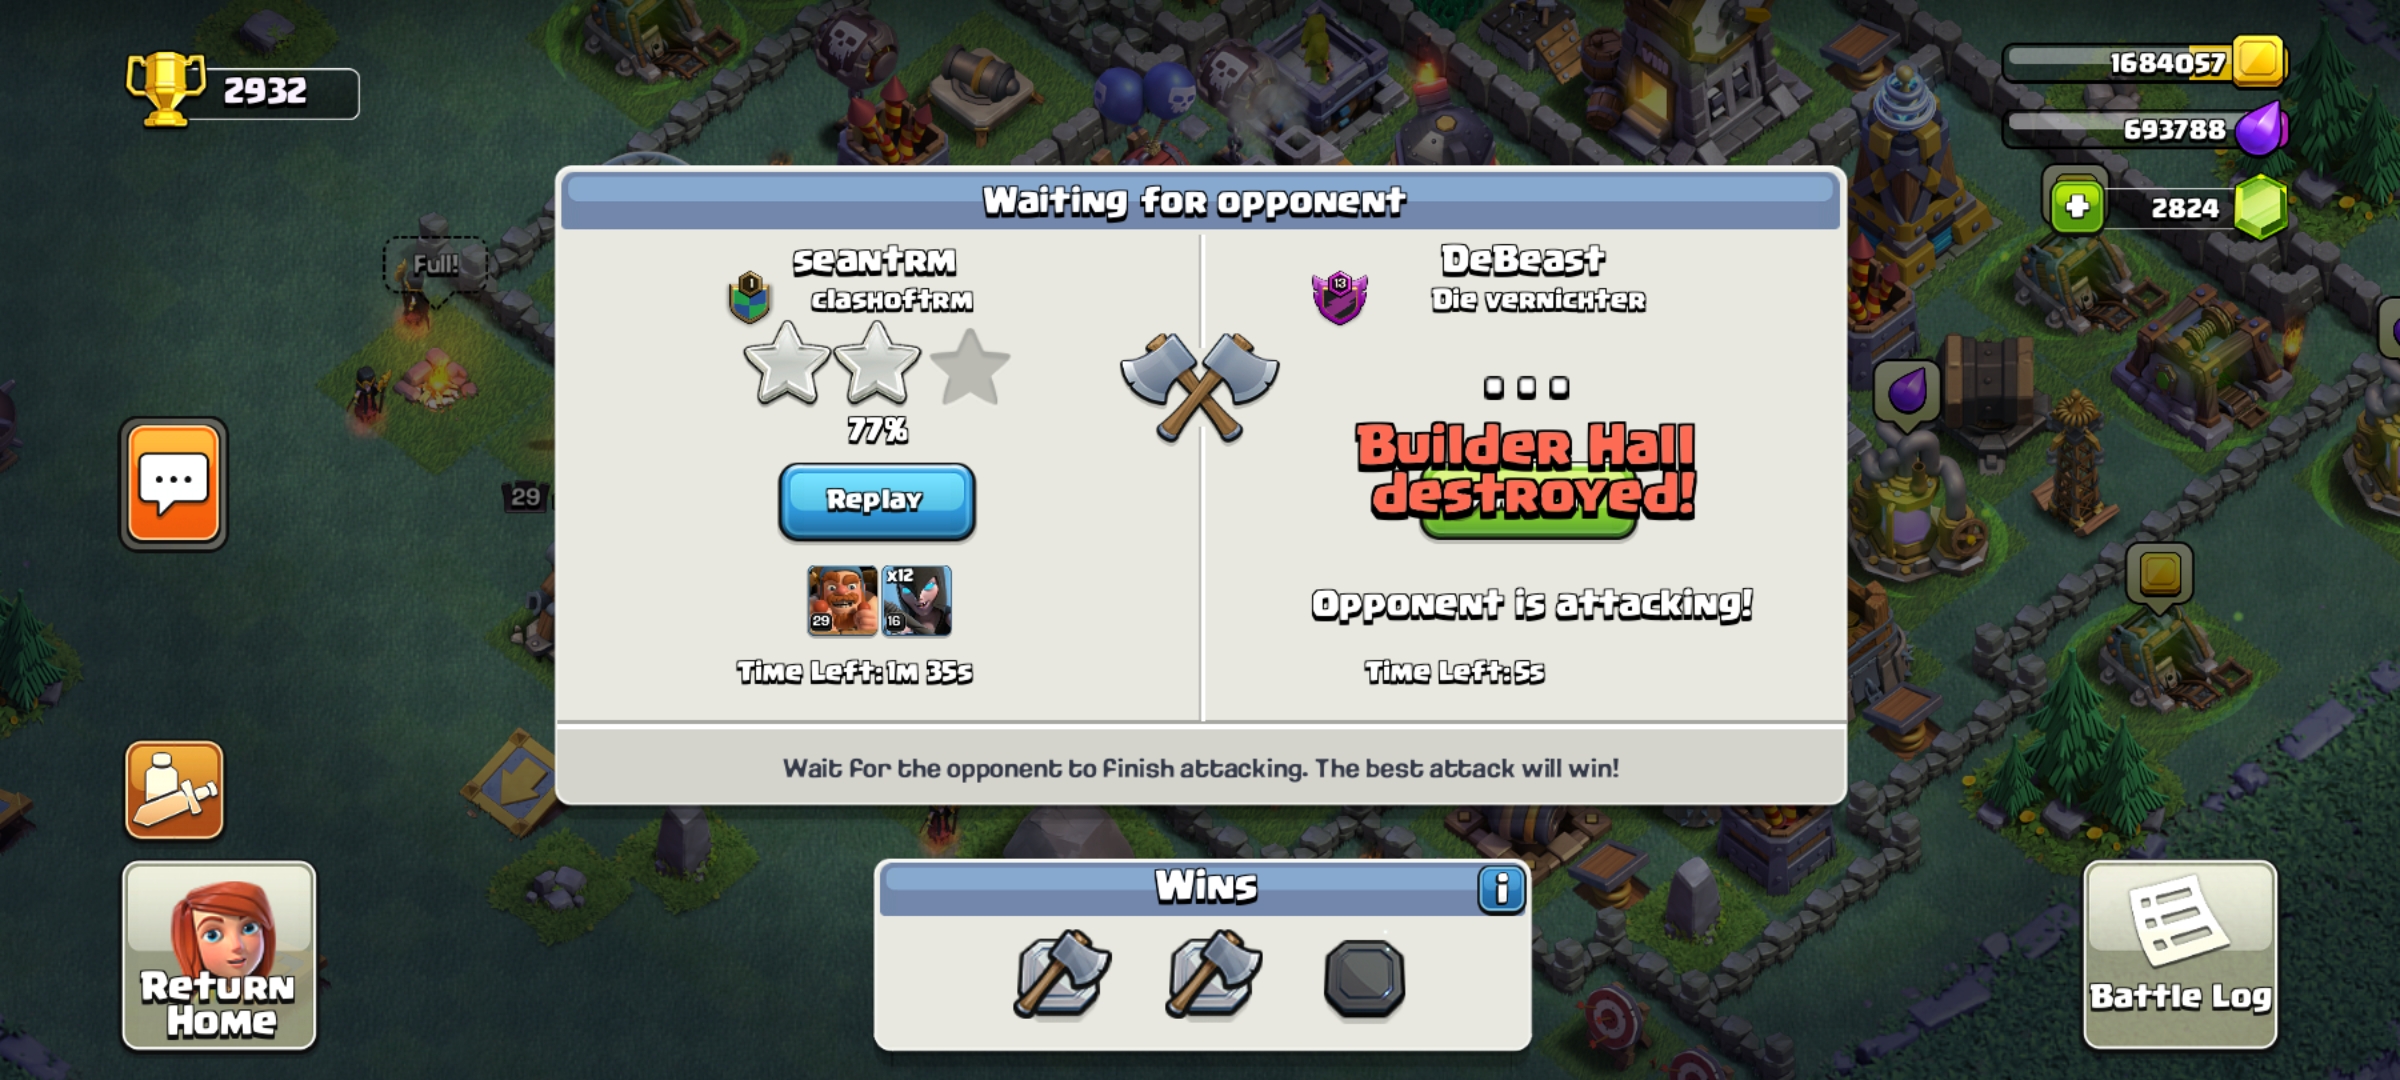 2932
1684057
693788
2824
Full!
29
Waiting for opponent
seantrm
1
clashoftrm
77%
Replay
x12
29
16
Time Left:1m 35s
DeBeast
13
Die vernichter
Builder Hall
destroyed!
Opponent is attacking!
Time Left:5s
Wait for the opponent to finish attacking. The best attack will win!
Return
Home
Wins
i
Battle Log